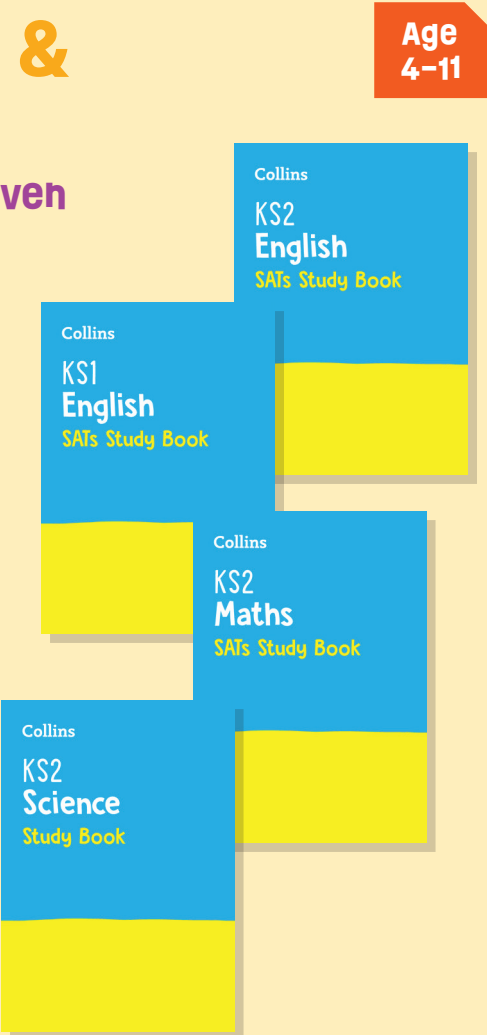 &
Age
4–11
ven
Collins
KS2
English
SATs Study Book
Collins
KS1
English
SATs Study Book
Collins
KS2
Maths
SATs Study Book
Collins
KS2
Science
Study Book